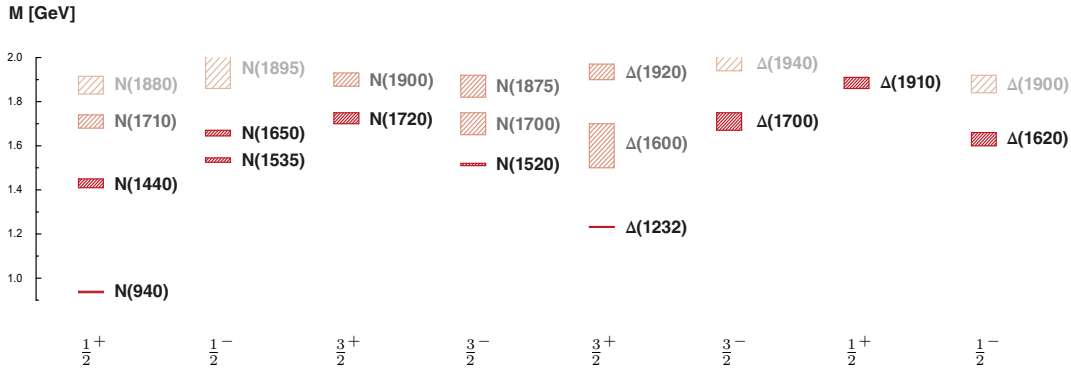 M [GeV]
2.0
1.8
1.6
1.4
1.2
1.0
N(1880)
N(1710)
N(1440)
N(940)
N(1895)
N(1650)
N(1535)
N(1900)
N(1720)
N(1875)
N(1700)
N(1520)
Δ(1920)
Δ(1600)
Δ(1232)
Δ(1940)
Δ(1700)
Δ(1910)
Δ(1900)
Δ(1620)
1/2+ 1/2− 3/2+ 3/2− 3/2+ 3/2− 1/2+ 1/2−